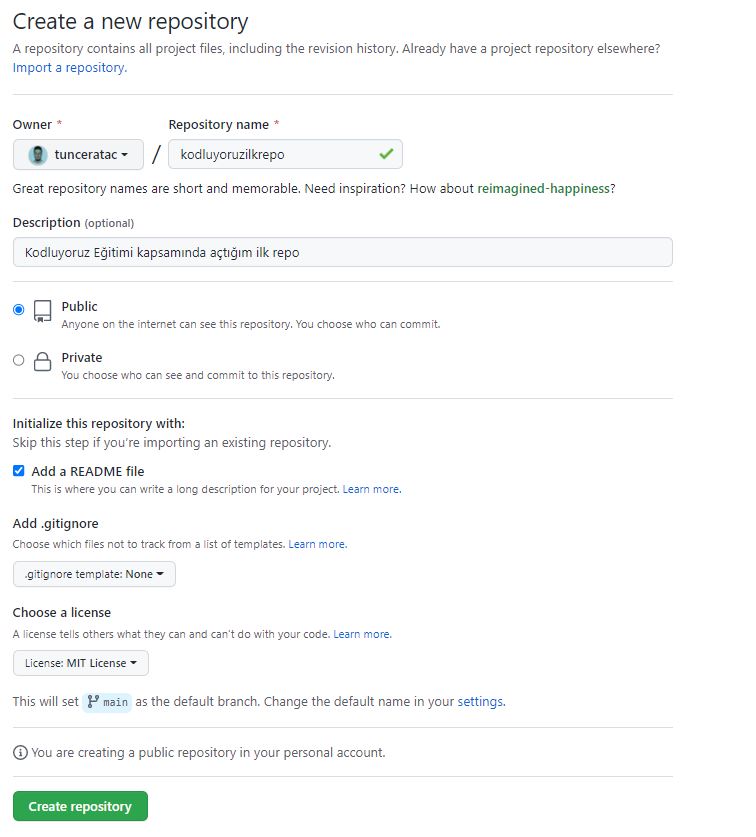 Create a new repository
A repository contains all project files, including the revision history. Already have a project repository elsewhere?
Import a repository.
Owner *
Repository name *
tunceratac
/
kodluyoruzilkrepo
Great repository names are short and memorable. Need inspiration? How about reimagined-happiness?
Description (optional)
Kodluyoruz Eğitimi kapsamında açtığım ilk repo
Public
Anyone on the internet can see this repository. You choose who can commit.
Private
You choose who can see and commit to this repository.
Initialize this repository with:
Skip this step if you're importing an existing repository.
Add a README file
This is where you can write a long description for your project. Learn more.
Add .gitignore
Choose which files not to track from a list of templates. Learn more.
.gitignore template: None
Choose a license
A license tells others what they can and can't do with your code. Learn more.
License: MIT License
This will set main as the default branch. Change the default name in your settings.
You are creating a public repository in your personal account.
Create repository